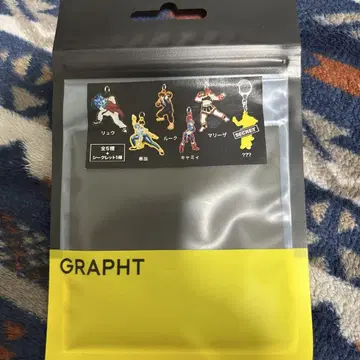 リュウ
ルーク
マリーザ
SECRET
全5種
+
シークレット1種
春麗
キャミィ
???
GRAPHT